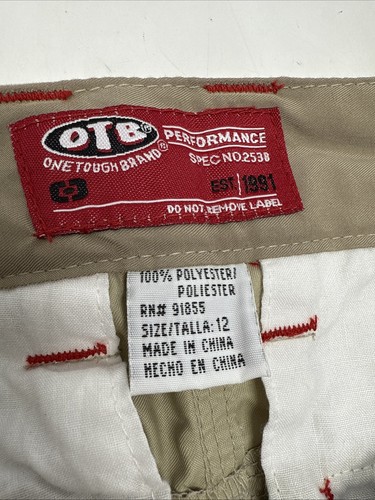 OTB®
ONE TOUGH BRAND®
PERFORMANCE
SPEC NO.2538
EST. 1991
DO NOT REMOVE LABEL
100% POLYESTER/
POLIESTER
RN# 91855
SIZE/TALLA: 12
MADE IN CHINA
HECHO EN CHINA